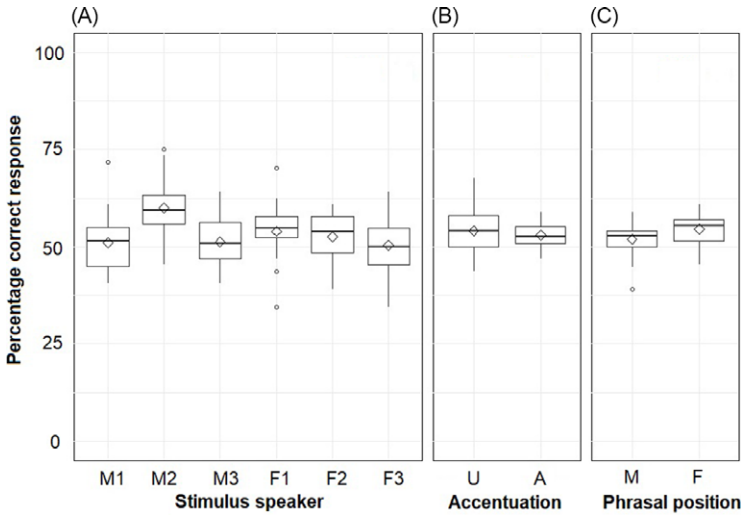 (A) (B) (C)
Percentage correct response
100
75
50
25
0
M1 M2 M3 F1 F2 F3 U A M F
Stimulus speaker Accentuation Phrasal position